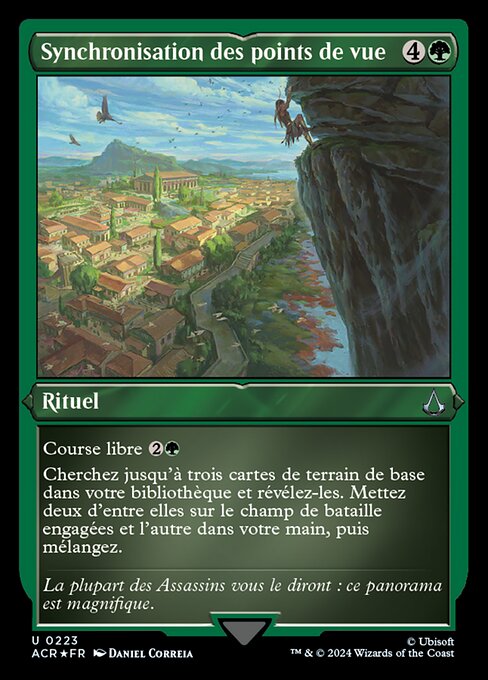 Synchronisation des points de vue 4
Rituel
Course libre 2
Cherchez jusqu'à trois cartes de terrain de base
dans votre bibliothèque et révélez-les. Mettez
deux d'entre elles sur le champ de bataille
engagées et l'autre dans votre main, puis
mélangez.
La plupart des Assassins vous le diront : ce panorama
est magnifique.
U 0223
ACR★FR Daniel Correia
© Ubisoft
™ & © 2024 Wizards of the Coast